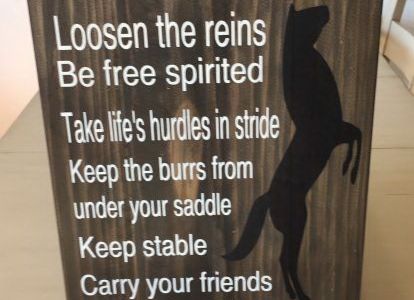 Loosen the reins
Be free spirited
Take life's hurdles in stride
Keep the burrs from
under your saddle
Keep stable
Carry your friends